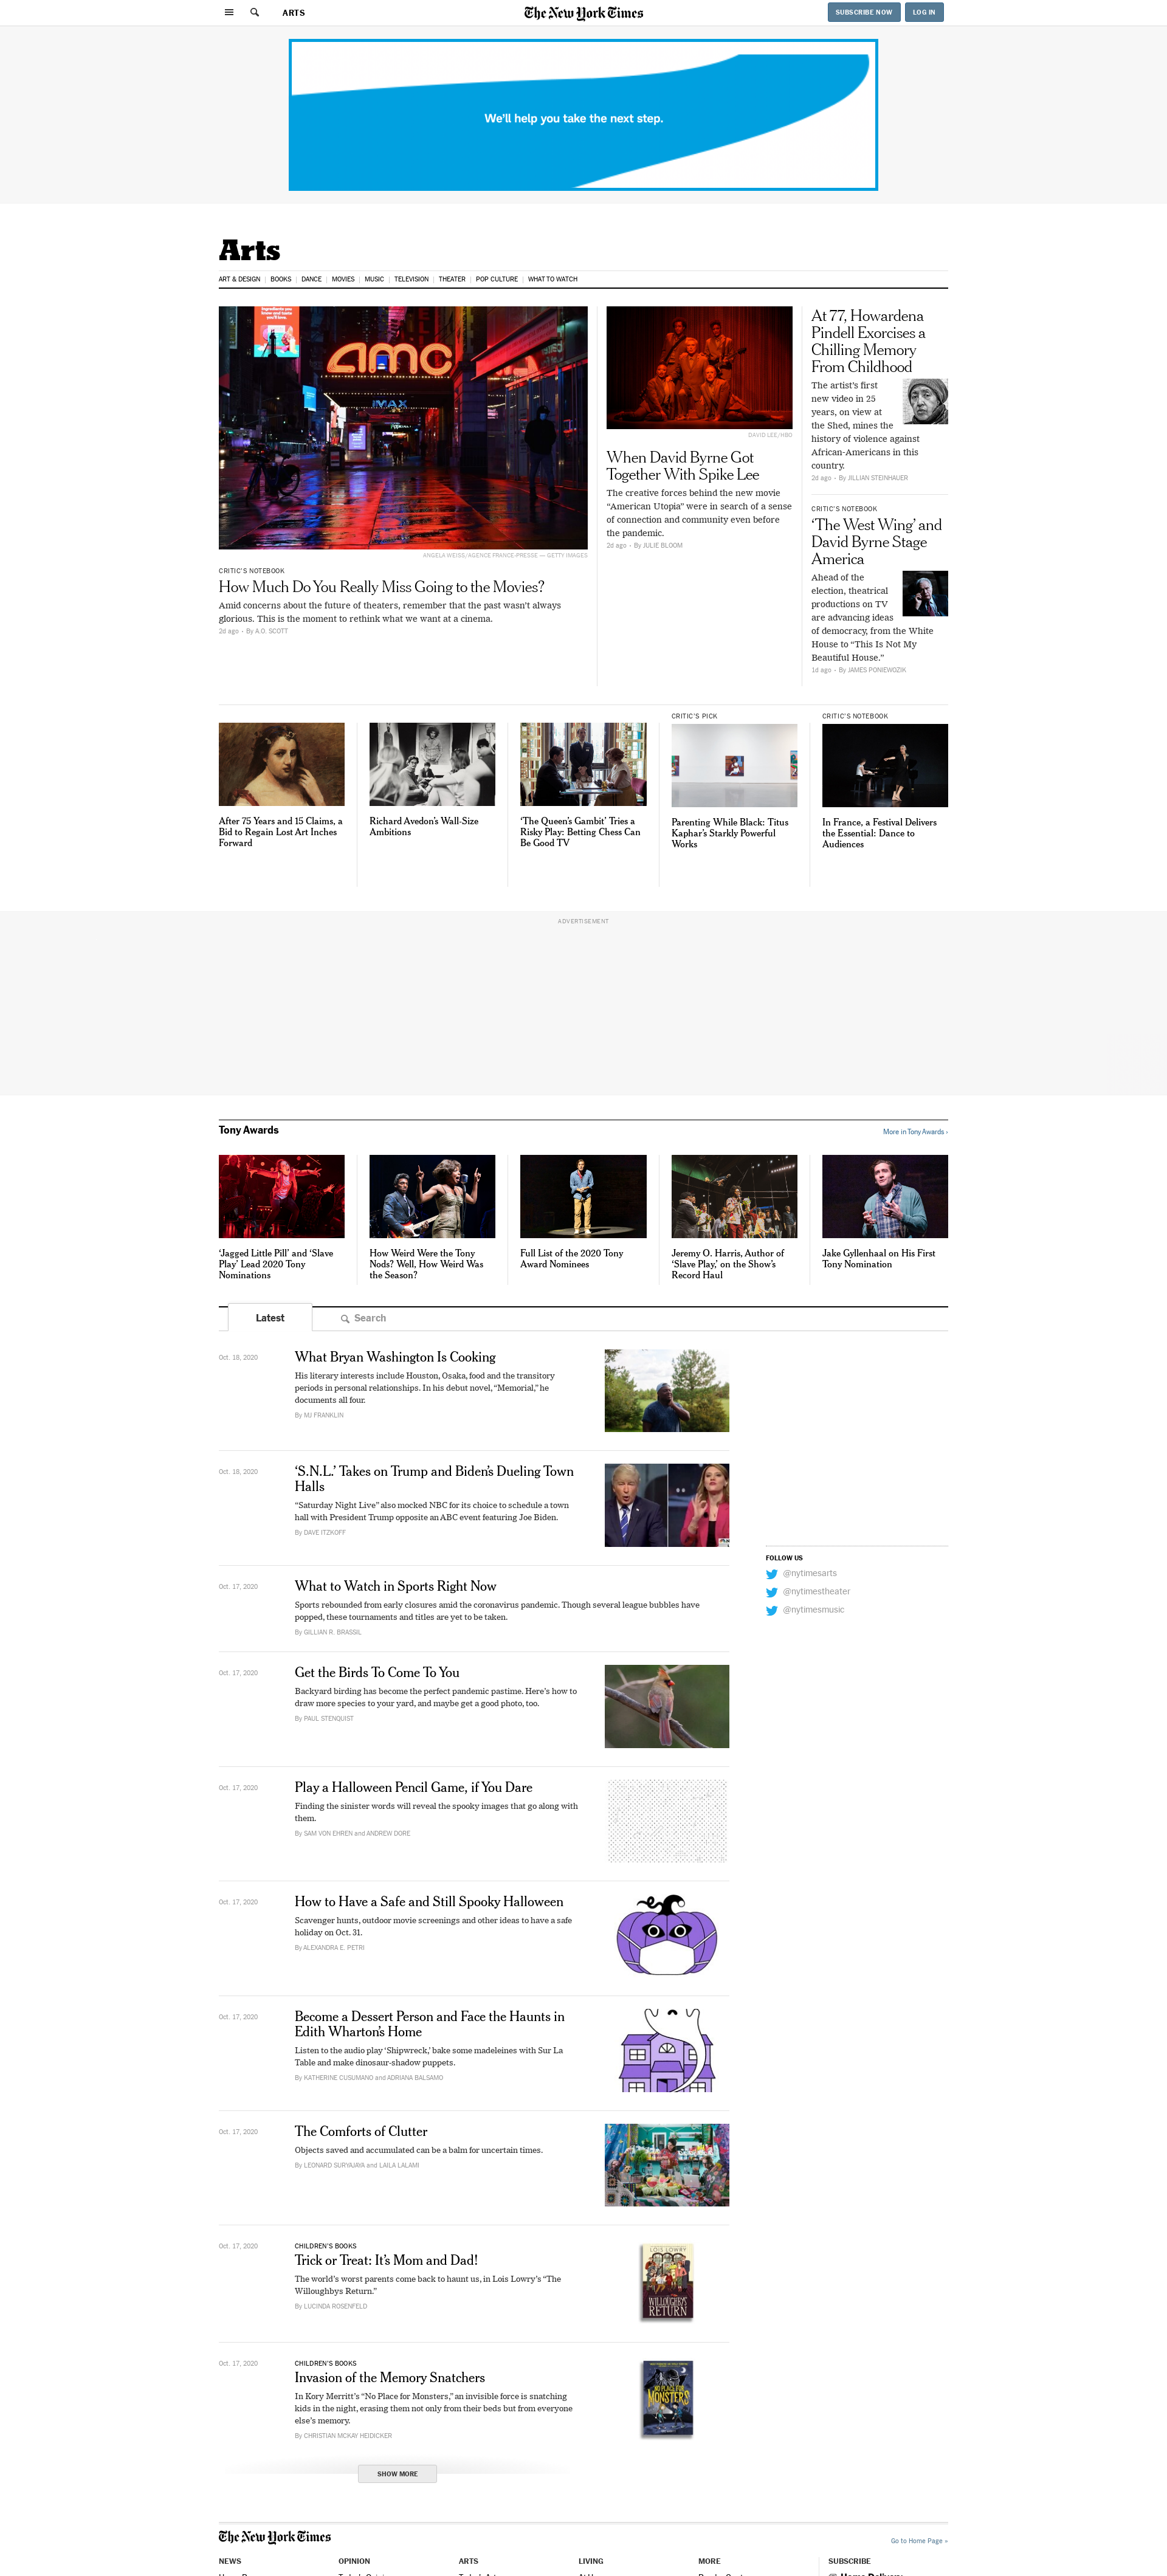 ARTS
The New York Times
SUBSCRIBE NOW
LOG IN
We'll help you take the next step.
Arts
ART & DESIGN
BOOKS
DANCE
MOVIES
MUSIC
TELEVISION
THEATER
POP CULTURE
WHAT TO WATCH
AMC
IMAX
ANGELA WEISS/AGENCE FRANCE-PRESSE — GETTY IMAGES
CRITIC'S NOTEBOOK
How Much Do You Really Miss Going to the Movies?
Amid concerns about the future of theaters, remember that the past wasn't always
glorious. This is the moment to rethink what we want at a cinema.
2d ago • By A.O. SCOTT
DAVID LEE/HBO
When David Byrne Got
Together With Spike Lee
The creative forces behind the new movie
“American Utopia” were in search of a sense
of connection and community even before
the pandemic.
2d ago • By JULIE BLOOM
At 77, Howardena
Pindell Exorcises a
Chilling Memory
From Childhood
The artist's first
new video in 25
years, on view at
the Shed, mines the
history of violence against
African-Americans in this
country.
2d ago • By JILLIAN STEINHAUER
CRITIC'S NOTEBOOK
‘The West Wing’ and
David Byrne Stage
America
Ahead of the
election, theatrical
productions on TV
are advancing ideas
of democracy, from the White
House to “This Is Not My
Beautiful House.”
1d ago • By JAMES PONIEWOZIK
After 75 Years and 15 Claims, a
Bid to Regain Lost Art Inches
Forward
Richard Avedon’s Wall-Size
Ambitions
‘The Queen’s Gambit’ Tries a
Risky Play: Betting Chess Can
Be Good TV
CRITIC'S PICK
Parenting While Black: Titus
Kaphar’s Starkly Powerful
Works
CRITIC'S NOTEBOOK
In France, a Festival Delivers
the Essential: Dance to
Audiences
ADVERTISEMENT
Tony Awards
More in Tony Awards ›
‘Jagged Little Pill’ and ‘Slave
Play’ Lead 2020 Tony
Nominations
How Weird Were the Tony
Nods? Well, How Weird Was
the Season?
Full List of the 2020 Tony
Award Nominees
Jeremy O. Harris, Author of
‘Slave Play,’ on the Show’s
Record Haul
Jake Gyllenhaal on His First
Tony Nomination
Latest
Search
Oct. 18, 2020
What Bryan Washington Is Cooking
His literary interests include Houston, Osaka, food and the transitory
periods in personal relationships. In his debut novel, “Memorial,” he
documents all four.
By MJ FRANKLIN
Oct. 18, 2020
‘S.N.L.’ Takes on Trump and Biden’s Dueling Town
Halls
“Saturday Night Live” also mocked NBC for its choice to schedule a town
hall with President Trump opposite an ABC event featuring Joe Biden.
By DAVE ITZKOFF
FOLLOW US
@nytimesarts
@nytimestheater
@nytimesmusic
Oct. 17, 2020
What to Watch in Sports Right Now
Sports rebounded from early closures amid the coronavirus pandemic. Though several league bubbles have
popped, these tournaments and titles are yet to be taken.
By GILLIAN R. BRASSIL
Oct. 17, 2020
Get the Birds To Come To You
Backyard birding has become the perfect pandemic pastime. Here’s how to
draw more species to your yard, and maybe get a good photo, too.
By PAUL STENQUIST
Oct. 17, 2020
Play a Halloween Pencil Game, if You Dare
Finding the sinister words will reveal the spooky images that go along with
them.
By SAM VON EHREN and ANDREW DORE
Oct. 17, 2020
How to Have a Safe and Still Spooky Halloween
Scavenger hunts, outdoor movie screenings and other ideas to have a safe
holiday on Oct. 31.
By ALEXANDRA E. PETRI
Oct. 17, 2020
Become a Dessert Person and Face the Haunts in
Edith Wharton’s Home
Listen to the audio play ‘Shipwreck,’ bake some madeleines with Sur La
Table and make dinosaur-shadow puppets.
By KATHERINE CUSUMANO and ADRIANA BALSAMO
Oct. 17, 2020
The Comforts of Clutter
Objects saved and accumulated can be a balm for uncertain times.
By LEONARD SURYAJAYA and LAILA LALAMI
Oct. 17, 2020
CHILDREN'S BOOKS
Trick or Treat: It’s Mom and Dad!
The world’s worst parents come back to haunt us, in Lois Lowry’s “The
Willoughbys Return.”
By LUCINDA ROSENFELD
LOIS LOWRY
WILLOUGHBYS
RETURN
Oct. 17, 2020
CHILDREN'S BOOKS
Invasion of the Memory Snatchers
In Kory Merritt’s “No Place for Monsters,” an invisible force is snatching
kids in the night, erasing them not only from their beds but from everyone
else’s memory.
By CHRISTIAN MCKAY HEIDICKER
NO PLACE FOR
MONSTERS
SHOW MORE
The New York Times
Go to Home Page »
NEWS
OPINION
ARTS
LIVING
MORE
SUBSCRIBE